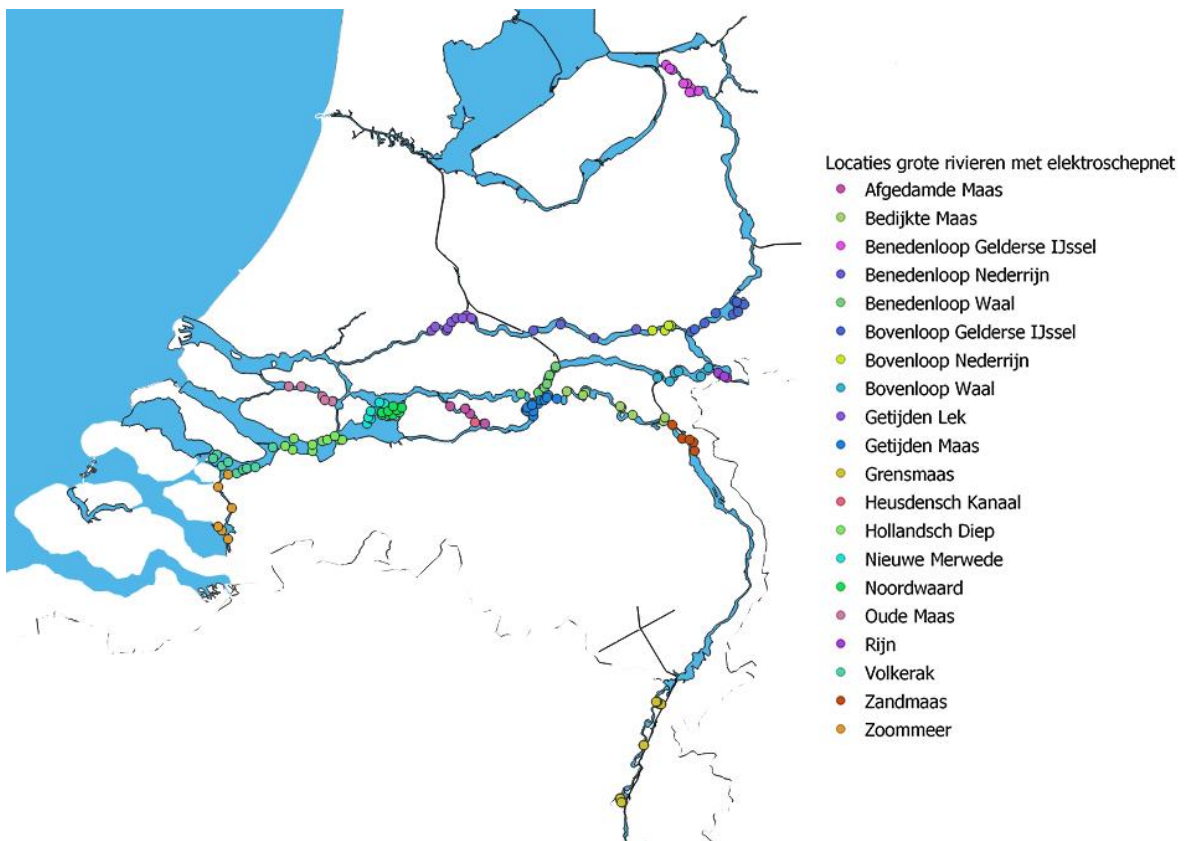 Locaties grote rivieren met elektroschepnet
Afgedamde Maas
Bedijkte Maas
Benedenloop Gelderse IJssel
Benedenloop Nederrijn
Benedenloop Waal
Bovenloop Gelderse IJssel
Bovenloop Nederrijn
Bovenloop Waal
Getijden Lek
Getijden Maas
Grensmaas
Heusdensch Kanaal
Hollandsch Diep
Nieuwe Merwede
Noordwaard
Oude Maas
Rijn
Volkerak
Zandmaas
Zoommeer